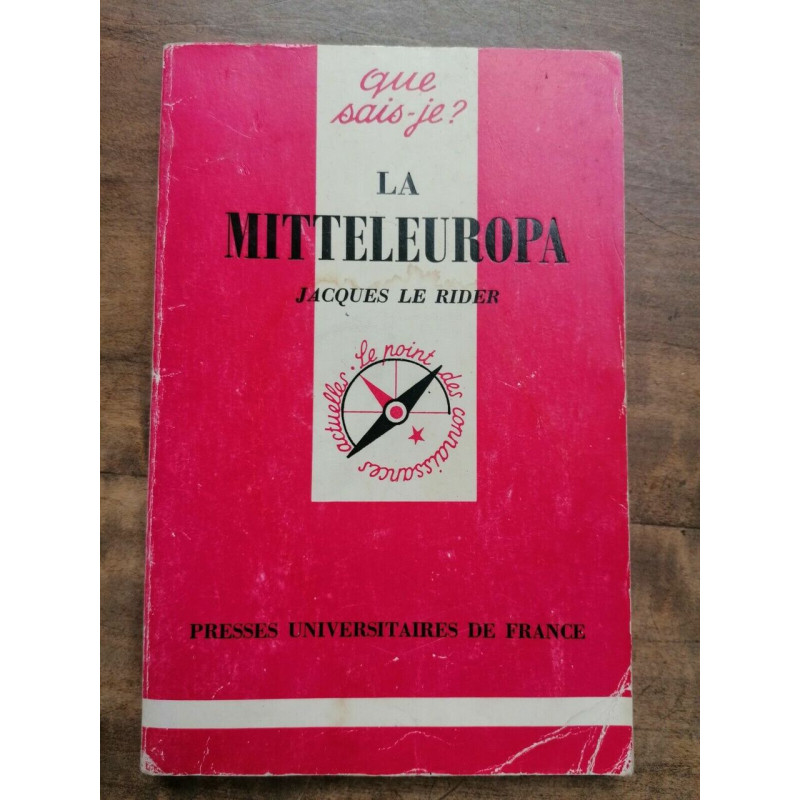 que
sais-je?
LA
MITTELEUROPA
JACQUES LE RIDER
Le point des connaissances actuelles.
PRESSES UNIVERSITAIRES DE FRANCE